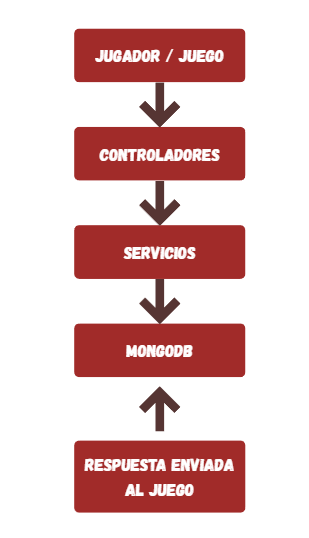 JUGADOR / JUEGO
CONTROLADORES
SERVICIOS
MONGODB
RESPUESTA ENVIADA
AL JUEGO